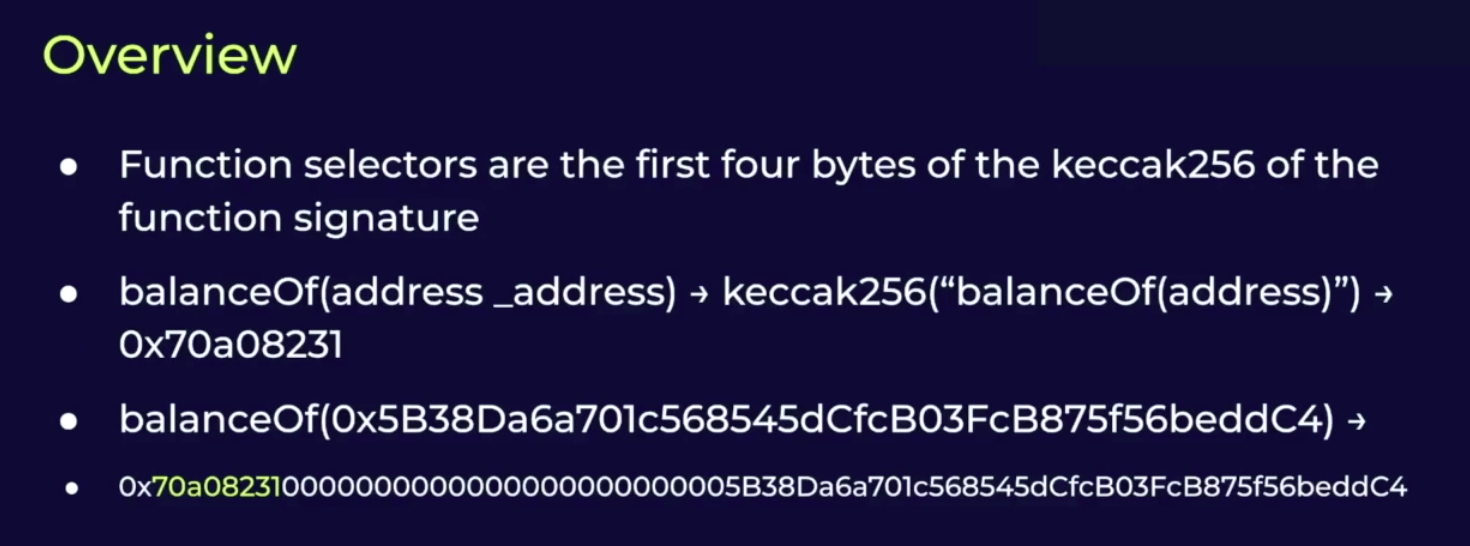 Overview
● Function selectors are the first four bytes of the keccak256 of the
function signature
● balanceOf(address _address) → keccak256(“balanceOf(address)”) →
0x70a08231
● balanceOf(0x5B38Da6a701c568545dCfcB03FcB875f56beddC4) →
● 0x70a082310000000000000000000000005B38Da6a701c568545dCfcB03FcB875f56beddC4